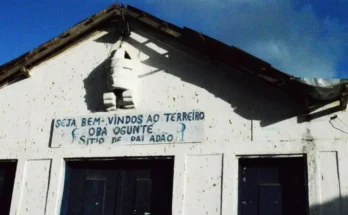 SEJA BEM-VINDOS AO TERREIRO
OBA OGUNTE
SITIO DE PAI ADÃO